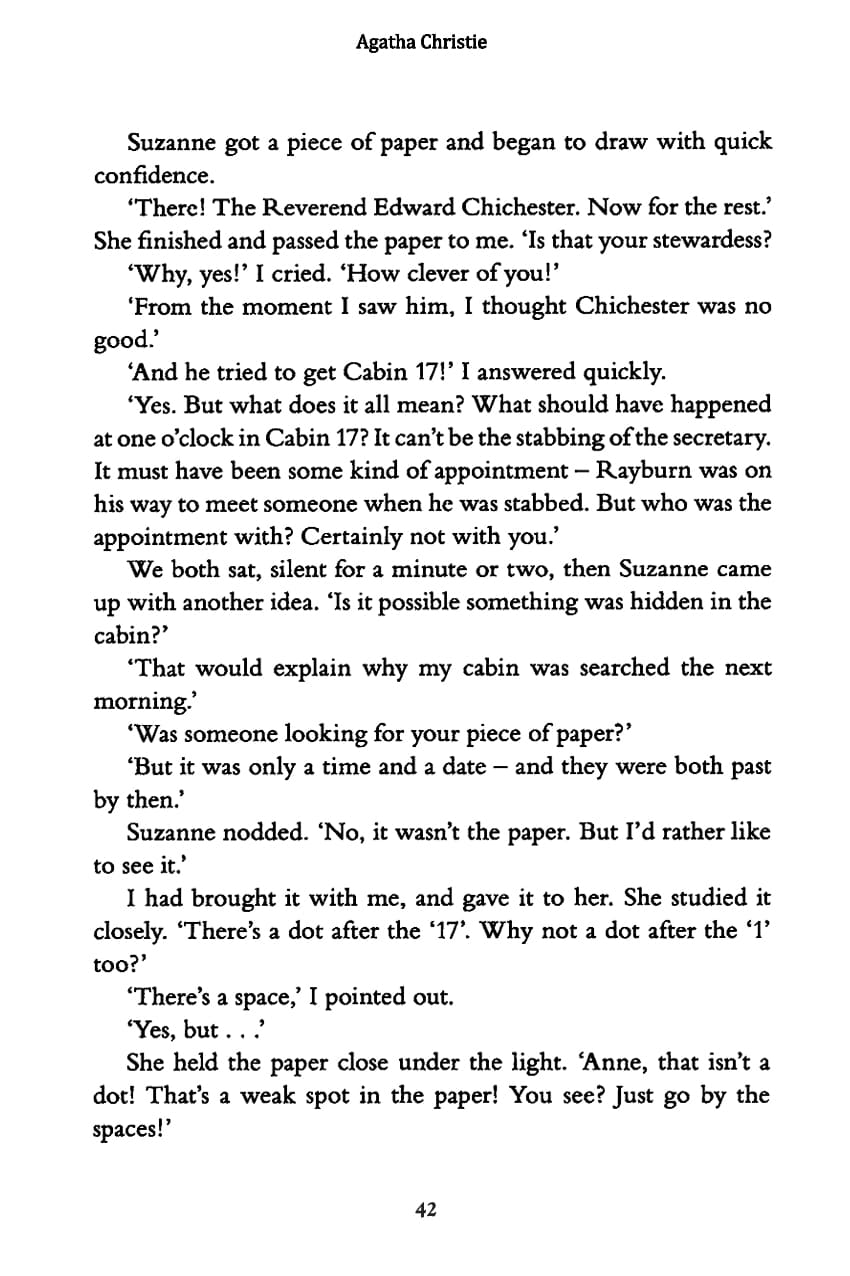 Agatha Christie
Suzanne got a piece of paper and began to draw with quick
confidence.
‘There! The Reverend Edward Chichester. Now for the rest.’
She finished and passed the paper to me. ‘Is that your stewardess?
‘Why, yes!’ I cried. ‘How clever of you!’
‘From the moment I saw him, I thought Chichester was no
good.’
‘And he tried to get Cabin 17!’ I answered quickly.
‘Yes. But what does it all mean? What should have happened
at one o’clock in Cabin 17? It can’t be the stabbing of the secretary.
It must have been some kind of appointment – Rayburn was on
his way to meet someone when he was stabbed. But who was the
appointment with? Certainly not with you.’
We both sat, silent for a minute or two, then Suzanne came
up with another idea. ‘Is it possible something was hidden in the
cabin?’
‘That would explain why my cabin was searched the next
morning.’
‘Was someone looking for your piece of paper?’
‘But it was only a time and a date – and they were both past
by then.’
Suzanne nodded. ‘No, it wasn’t the paper. But I’d rather like
to see it.’
I had brought it with me, and gave it to her. She studied it
closely. ‘There’s a dot after the ‘17’. Why not a dot after the ‘1’
too?’
‘There’s a space,’ I pointed out.
‘Yes, but . . .’
She held the paper close under the light. ‘Anne, that isn’t a
dot! That’s a weak spot in the paper! You see? Just go by the
spaces!’
42